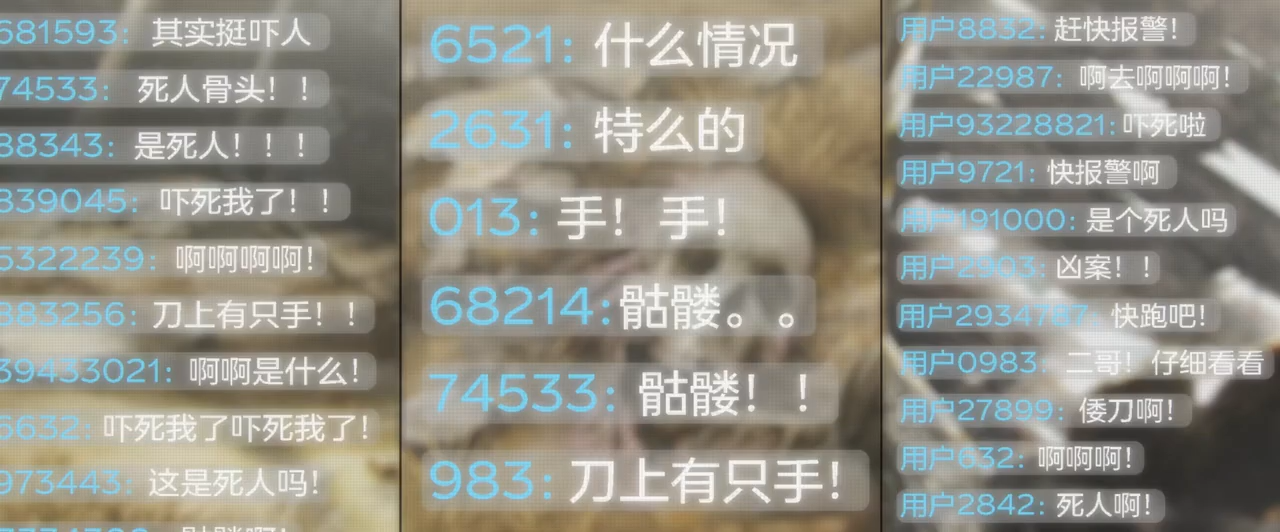 681593: 其实挺吓人
74533: 死人骨头！！
88343: 是死人！！！
839045: 吓死我了！！
5322239: 啊啊啊啊！
883256: 刀上有只手！！
39433021: 啊啊是什么！
6632: 吓死我了吓死我了！
973443: 这是死人吗！
6521: 什么情况
2631: 特么的
013: 手！ 手！
68214: 骷髅。。
74533: 骷髅！！
983: 刀上有只手！
用户8832: 赶快报警！
用户22987: 啊去啊啊啊！
用户93228821: 吓死啦
用户9721: 快报警啊
用户191000: 是个死人吗
用户2903: 凶案！！
用户2934787: 快跑吧！
用户0983: 二哥！仔细看看
用户27899: 倭刀啊！
用户632: 啊啊啊！
用户2842: 死人啊！